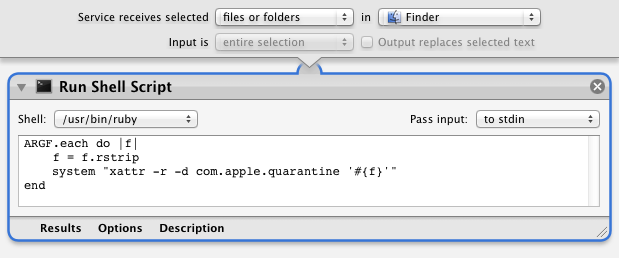 Service receives selected files or folders in Finder
Input is entire selection Output replaces selected text
Run Shell Script
Shell: /usr/bin/ruby Pass input: to stdin
ARGF.each do |f|
    f = f.rstrip
    system "xattr -r -d com.apple.quarantine '#{f}'"
end
Results Options Description